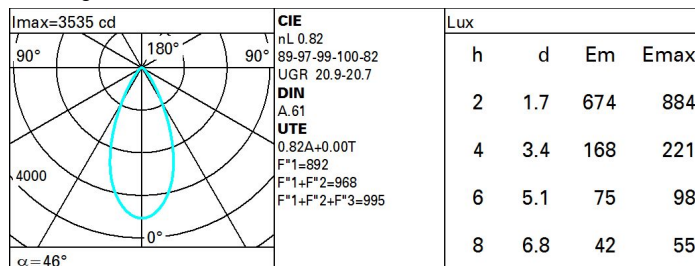 Imax=3535 cd
90°
180°
90°
4000
0°
α=46°
CIE
nL 0.82
89-97-99-100-82
UGR 20.9-20.7
DIN
A.61
UTE
0.82A+0.00T
F"1=892
F"1+F"2=968
F"1+F"2+F"3=995
Lux
h d Em Emax
2 1.7 674 884
4 3.4 168 221
6 5.1 75 98
8 6.8 42 55